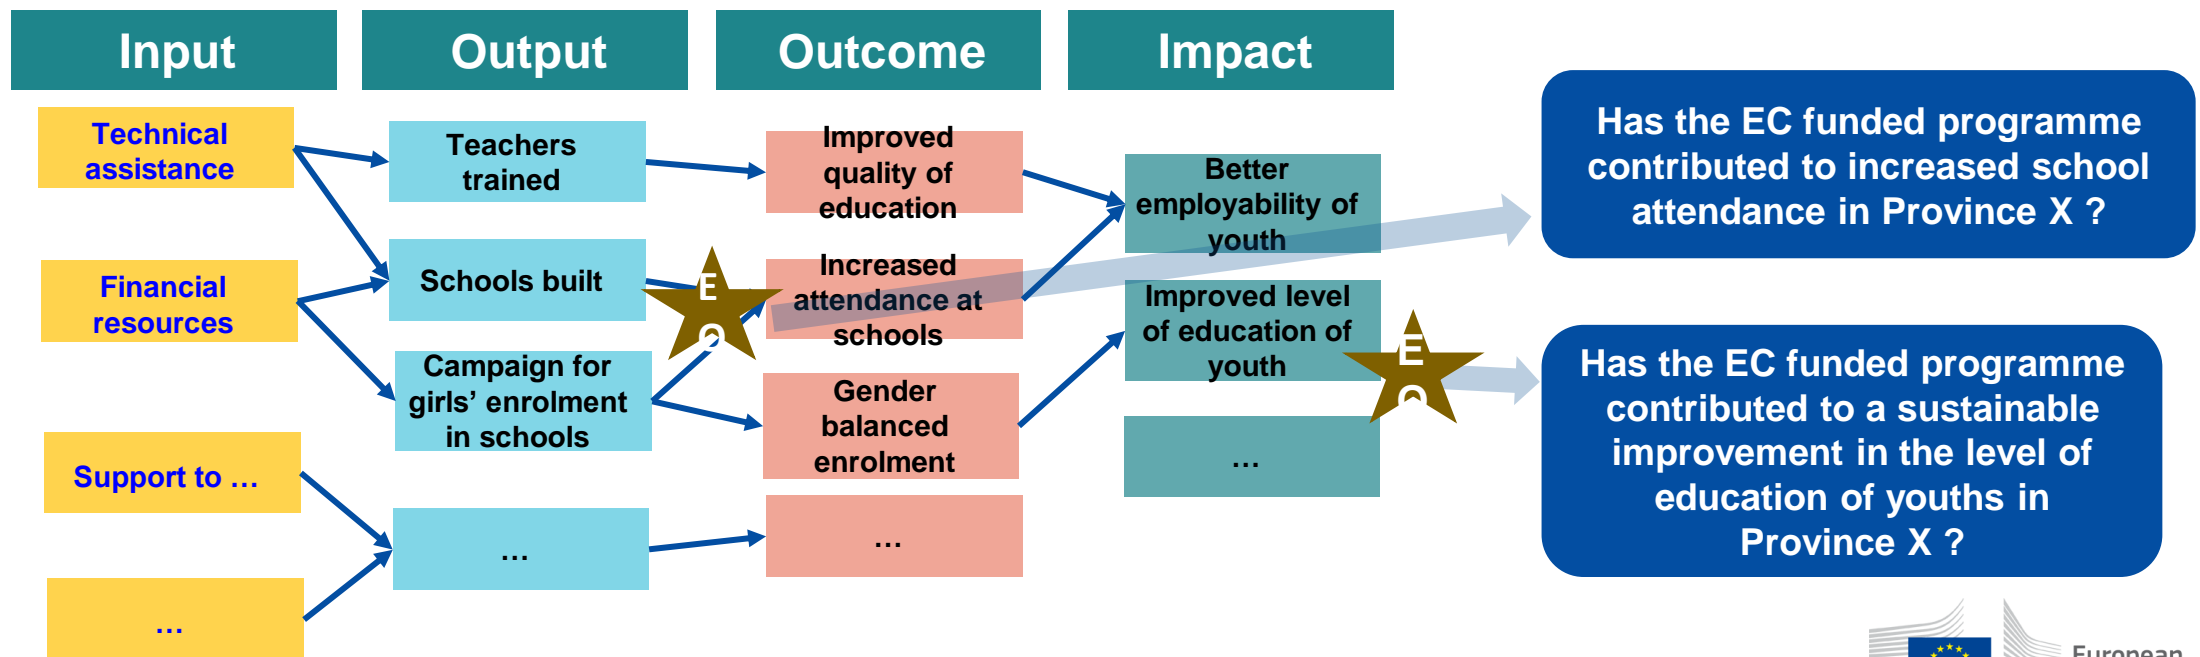 Input
Output
Outcome
Impact
Technical
assistance
Financial
resources
Support to …
…
Teachers
trained
Schools built
Campaign for
girls’ enrolment
in schools
…
Improved
quality of
education
Increased
attendance at
schools
Gender
balanced
enrolment
…
Better
employability of
youth
Improved level
of education of
youth
…
E
E
Has the EC funded programme
contributed to increased school
attendance in Province X ?
Has the EC funded programme
contributed to a sustainable
improvement in the level of
education of youths in
Province X ?
European